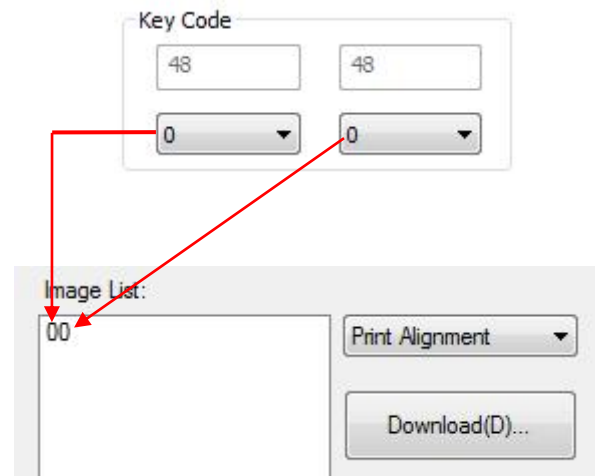 Key Code
48 48
0 0
Image List:
00
Print Alignment
Download(D)...